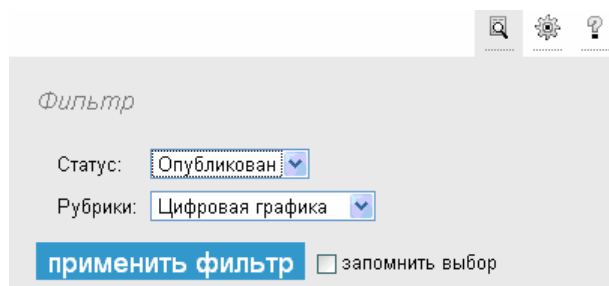 Фильтр
Статус: Опубликован
Рубрики: Цифровая графика
применить фильтр запомнить выбор